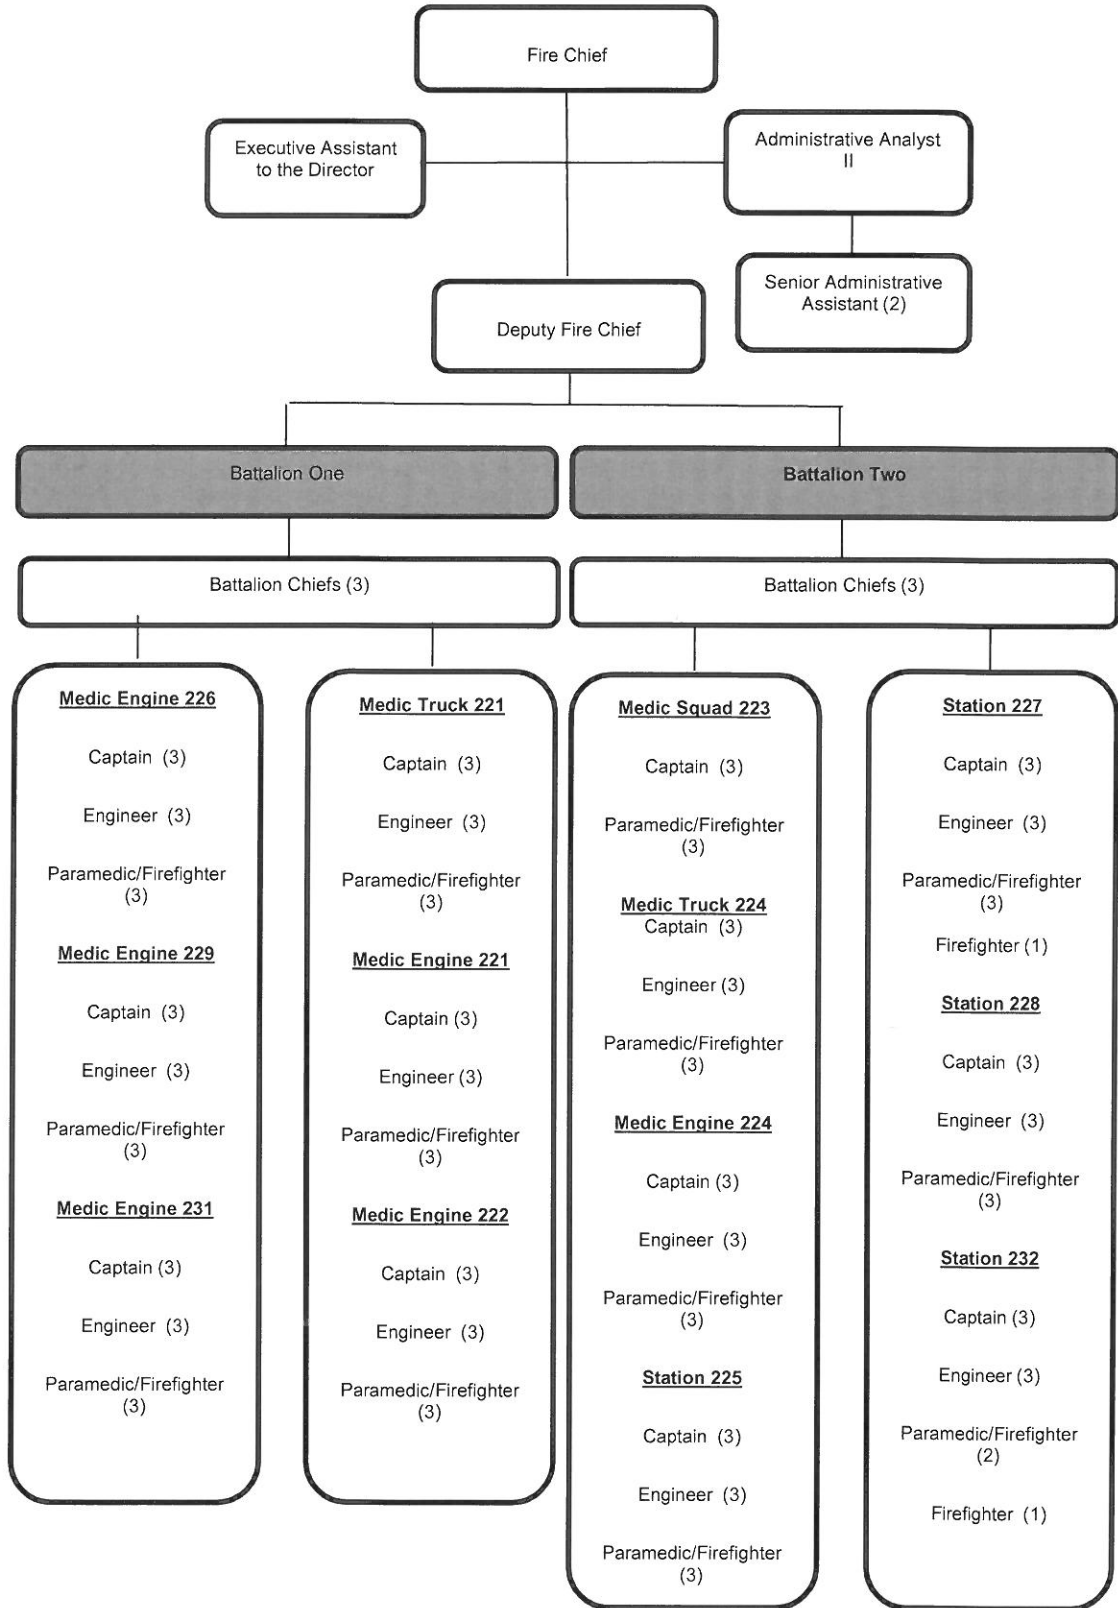 Fire Chief
Executive Assistant
to the Director
Administrative Analyst
II
Senior Administrative
Assistant (2)
Deputy Fire Chief
Battalion One
Battalion Two
Battalion Chiefs (3)
Battalion Chiefs (3)
Medic Engine 226
Captain (3)
Engineer (3)
Paramedic/Firefighter
(3)
Medic Engine 229
Captain (3)
Engineer (3)
Paramedic/Firefighter
(3)
Medic Engine 231
Captain (3)
Engineer (3)
Paramedic/Firefighter
(3)
Medic Truck 221
Captain (3)
Engineer (3)
Paramedic/Firefighter
(3)
Medic Engine 221
Captain (3)
Engineer (3)
Paramedic/Firefighter
(3)
Medic Engine 222
Captain (3)
Engineer (3)
Paramedic/Firefighter
(3)
Medic Squad 223
Captain (3)
Paramedic/Firefighter
(3)
Medic Truck 224
Captain (3)
Engineer (3)
Paramedic/Firefighter
(3)
Medic Engine 224
Captain (3)
Engineer (3)
Paramedic/Firefighter
(3)
Station 225
Captain (3)
Engineer (3)
Paramedic/Firefighter
(3)
Station 227
Captain (3)
Engineer (3)
Paramedic/Firefighter
(3)
Firefighter (1)
Station 228
Captain (3)
Engineer (3)
Paramedic/Firefighter
(3)
Station 232
Captain (3)
Engineer (3)
Paramedic/Firefighter
(2)
Firefighter (1)